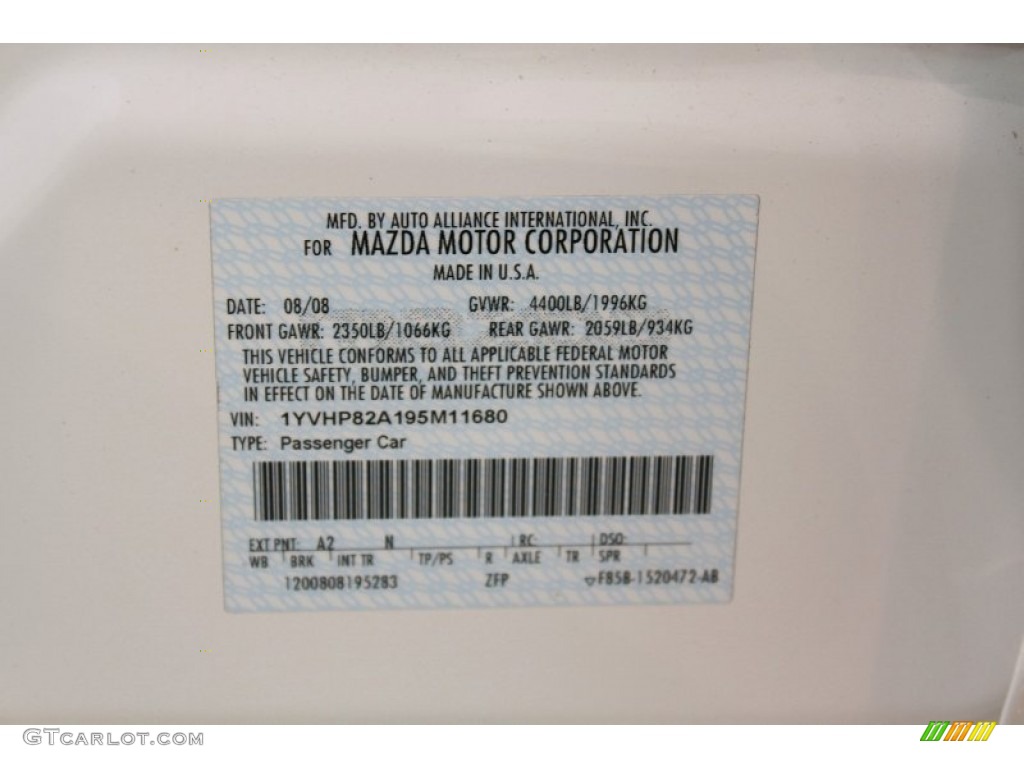 MFD. BY AUTO ALLIANCE INTERNATIONAL, INC.
FOR MAZDA MOTOR CORPORATION
MADE IN U.S.A.
DATE: 08/08 GVWR: 4400LB/1996KG
FRONT GAWR: 2350LB/1066KG REAR GAWR: 2059LB/934KG
THIS VEHICLE CONFORMS TO ALL APPLICABLE FEDERAL MOTOR
VEHICLE SAFETY, BUMPER, AND THEFT PREVENTION STANDARDS
IN EFFECT ON THE DATE OF MANUFACTURE SHOWN ABOVE.
VIN: 1YVHP82A195M11680
TYPE: Passenger Car
EXT PNT: A2 N RC: DSO:
WB BRK INT TR TP/PS R AXLE TR SPR
1200808195283 ZFP F85B-1520472-AB
GTCARLOT.COM